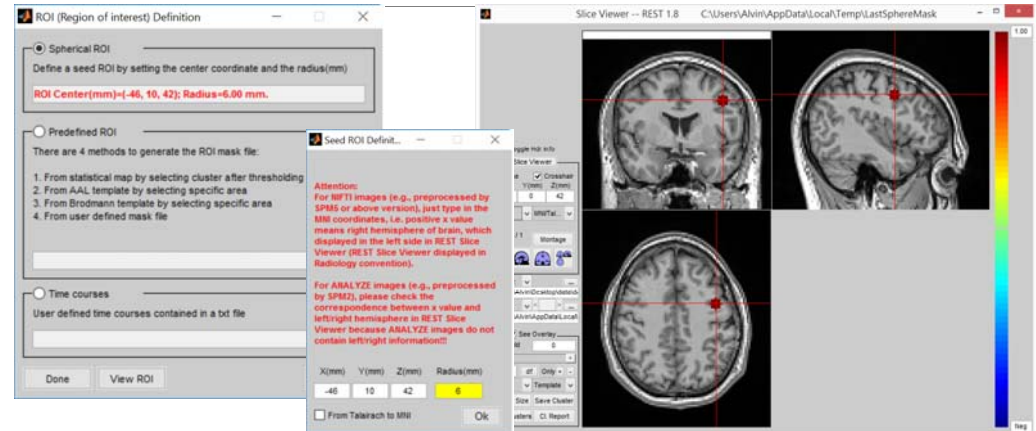 ROI (Region of interest) Definition
Spherical ROI
Define a seed ROI by setting the center coordinate and the radius(mm)
ROI Center(mm)=(-46, 10, 42); Radius=6.00 mm.
Predefined ROI
There are 4 methods to generate the ROI mask file:
1. From statistical map by selecting cluster after thresholding
2. From AAL template by selecting specific area
3. From Brodmann template by selecting specific area
4. From user defined mask file
Time courses
User defined time courses contained in a txt file
Done View ROI
Seed ROI Definit...
Attention:
For NIFTI images (e.g., preprocessed by
SPM5 or above version), just type in the
MNI coordinates, i.e. positive x value
means right hemisphere of brain, which
displayed in the left side in REST Slice
Viewer (REST Slice Viewer displayed in
Radiology convention).
For ANALYZE images (e.g., preprocessed
by SPM2), please check the
correspondence between x value and
left/right hemisphere in REST Slice
Viewer because ANALYZE images do not
contain left/right information!!!
X(mm) Y(mm) Z(mm) Radius(mm)
-46 10 42 6
From Talairach to MNI Ok
Slice Viewer -- REST 1.8 C:\Users\Alvin\AppData\Local\Temp\LastSphereMask
1.00
Hdr Info
Slice Viewer
Crosshair
Y(mm) Z(mm)
0 42
MNI/Tal...
/ 1 Montage
See Overlay
0
df Only + -
Template
Size Save Cluster
Cl. Report
Neg